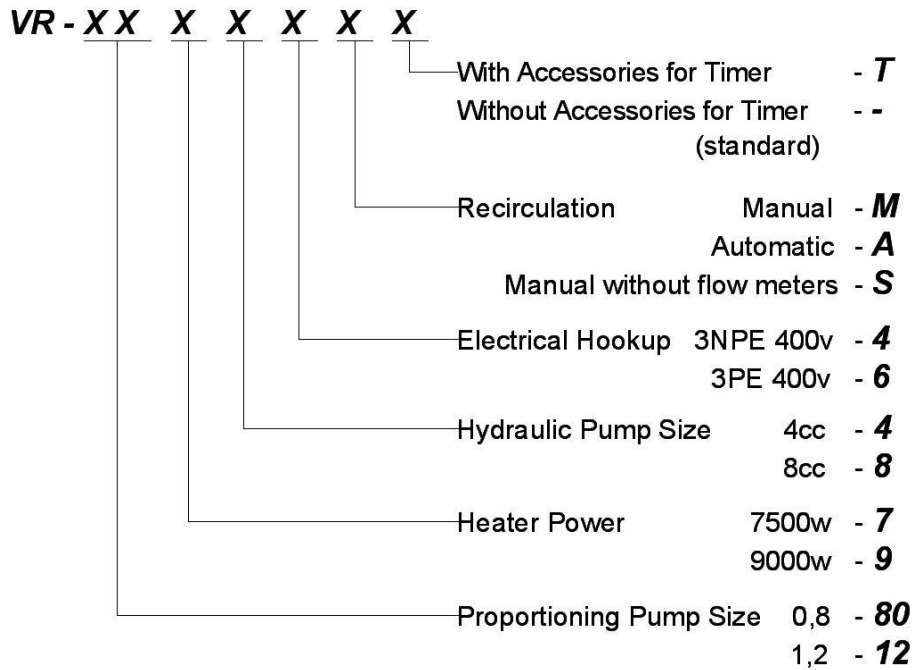 VR - XX X X X X X
With Accessories for Timer - T
Without Accessories for Timer - -
(standard)
Recirculation Manual - M
Automatic - A
Manual without flow meters - S
Electrical Hookup 3NPE 400v - 4
3PE 400v - 6
Hydraulic Pump Size 4cc - 4
8cc - 8
Heater Power 7500w - 7
9000w - 9
Proportioning Pump Size 0,8 - 80
1,2 - 12